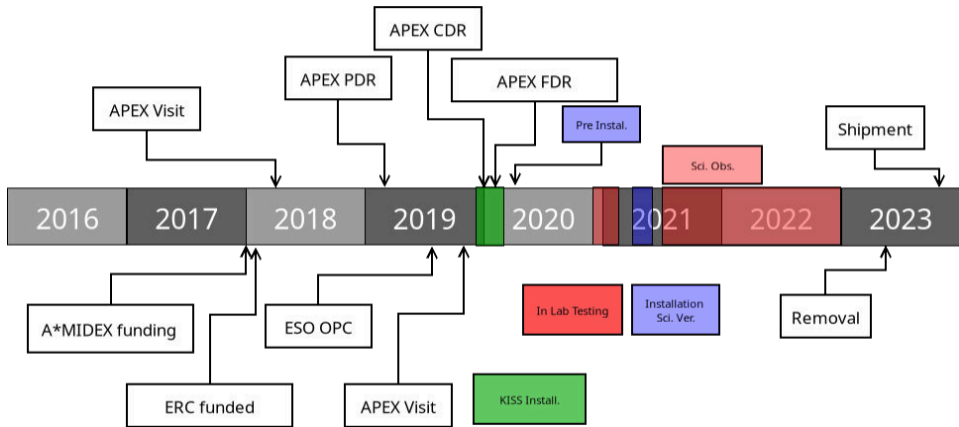 APEX CDR
APEX PDR
APEX FDR
APEX Visit
Pre Instal.
Shipment
Sci. Obs.
2016
2017
2018
2019
2020
2021
2022
2023
A*MIDEX funding
ESO OPC
In Lab Testing
Installation
Sci. Ver.
Removal
ERC funded
APEX Visit
KISS Install.